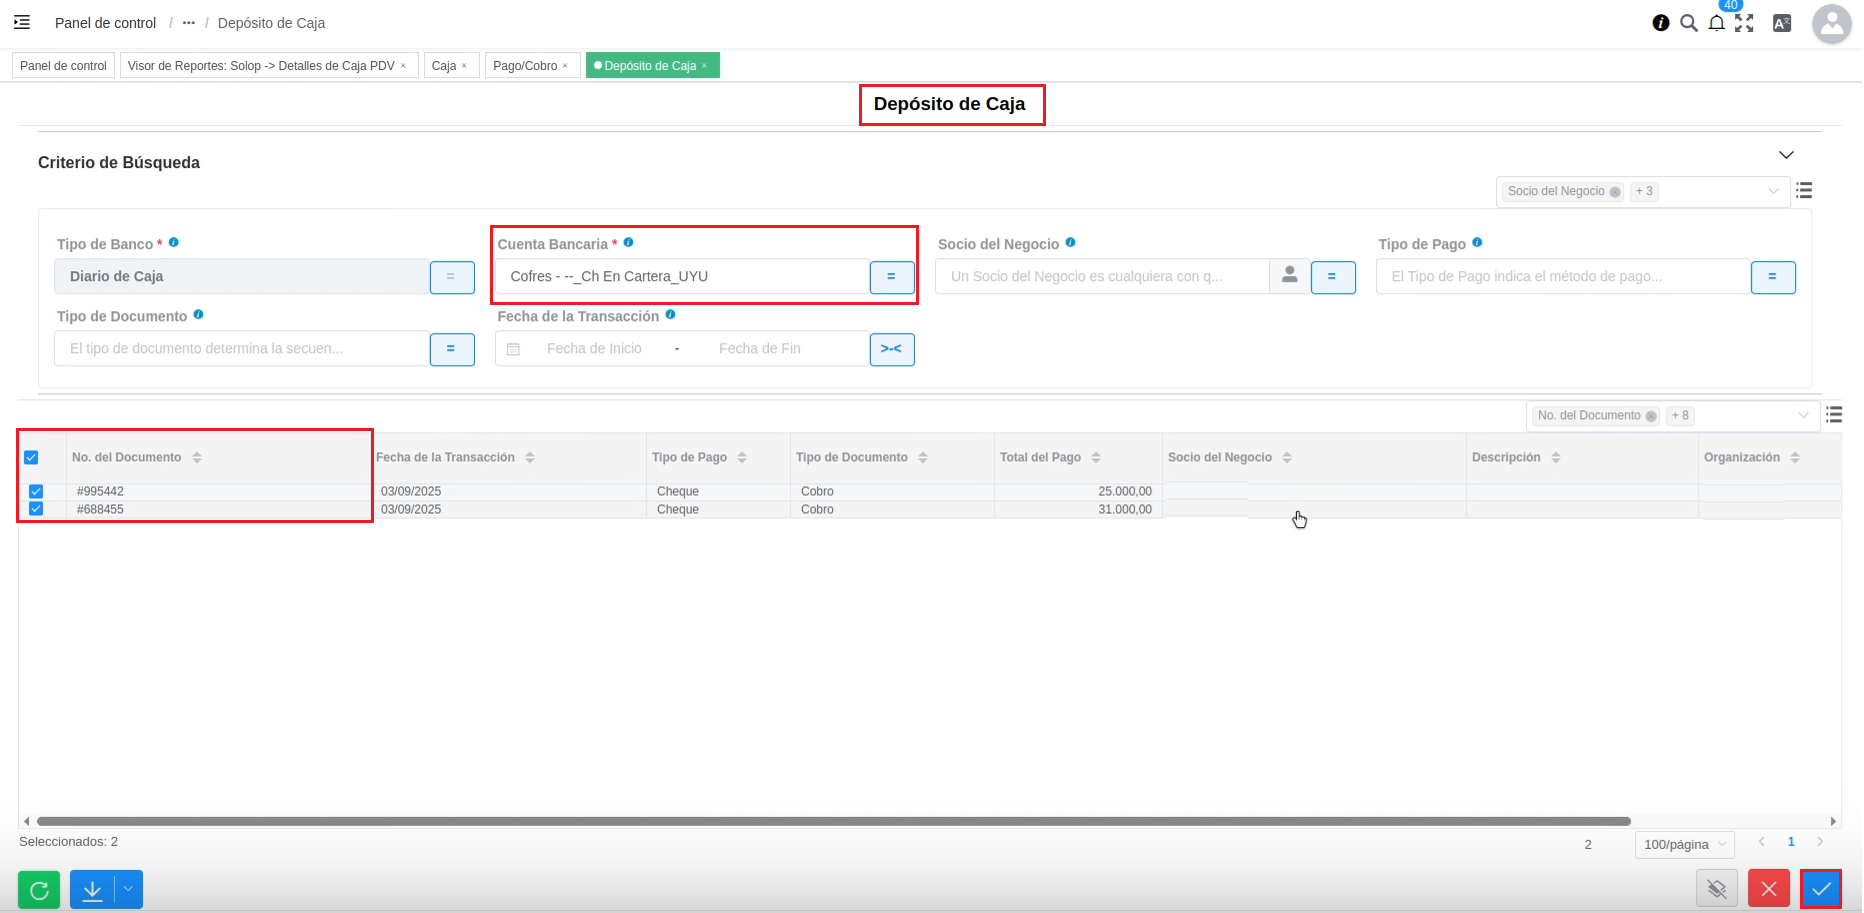 Panel de control / ··· / Depósito de Caja
40
Panel de control
Visor de Reportes: Solop -> Detalles de Caja PDV ×
Caja ×
Pago/Cobro ×
Depósito de Caja ×
Depósito de Caja
Criterio de Búsqueda
Socio del Negocio + 3
Tipo de Banco * Cuenta Bancaria * Socio del Negocio Tipo de Pago
Diario de Caja = Cofres - --_Ch En Cartera_UYU = Un Socio del Negocio es cualquiera con q... = El Tipo de Pago indica el método de pago... =
Tipo de Documento Fecha de la Transacción
El tipo de documento determina la secuen... = Fecha de Inicio - Fecha de Fin >-<
No. del Documento + 8
No. del Documento Fecha de la Transacción Tipo de Pago Tipo de Documento Total del Pago Socio del Negocio Descripción Organización
#995442 03/09/2025 Cheque Cobro 25.000,00
#688455 03/09/2025 Cheque Cobro 31.000,00
Seleccionados: 2
2 100/página 1